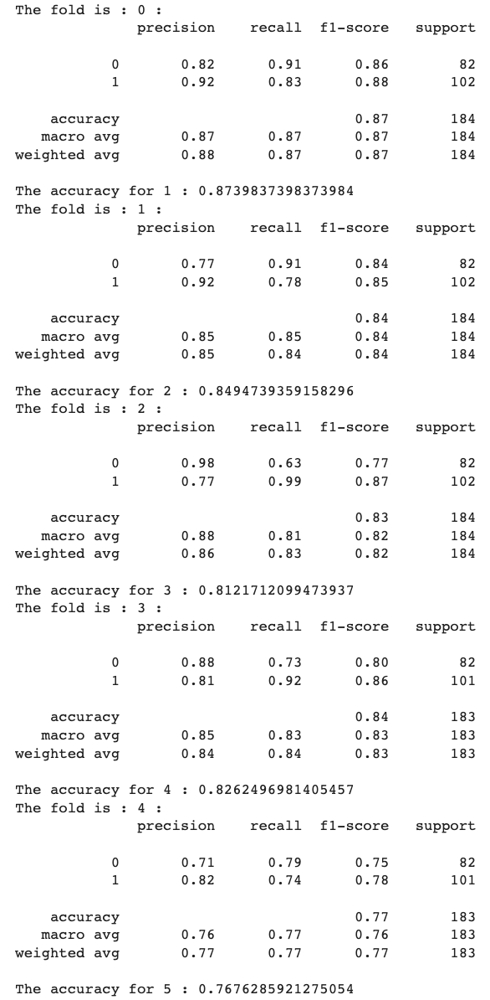 The fold is : 0 :
precision recall f1-score support
0 0.82 0.91 0.86 82
1 0.92 0.83 0.88 102
accuracy 0.87 184
macro avg 0.87 0.87 0.87 184
weighted avg 0.88 0.87 0.87 184
The accuracy for 1 : 0.8739837398373984
The fold is : 1 :
precision recall f1-score support
0 0.77 0.91 0.84 82
1 0.92 0.78 0.85 102
accuracy 0.84 184
macro avg 0.85 0.85 0.84 184
weighted avg 0.85 0.84 0.84 184
The accuracy for 2 : 0.8494739359158296
The fold is : 2 :
precision recall f1-score support
0 0.98 0.63 0.77 82
1 0.77 0.99 0.87 102
accuracy 0.83 184
macro avg 0.88 0.81 0.82 184
weighted avg 0.86 0.83 0.82 184
The accuracy for 3 : 0.8121712099473937
The fold is : 3 :
precision recall f1-score support
0 0.88 0.73 0.80 82
1 0.81 0.92 0.86 101
accuracy 0.84 183
macro avg 0.85 0.83 0.83 183
weighted avg 0.84 0.84 0.83 183
The accuracy for 4 : 0.8262496981405457
The fold is : 4 :
precision recall f1-score support
0 0.71 0.79 0.75 82
1 0.82 0.74 0.78 101
accuracy 0.77 183
macro avg 0.76 0.77 0.76 183
weighted avg 0.77 0.77 0.77 183
The accuracy for 5 : 0.7676285921275054